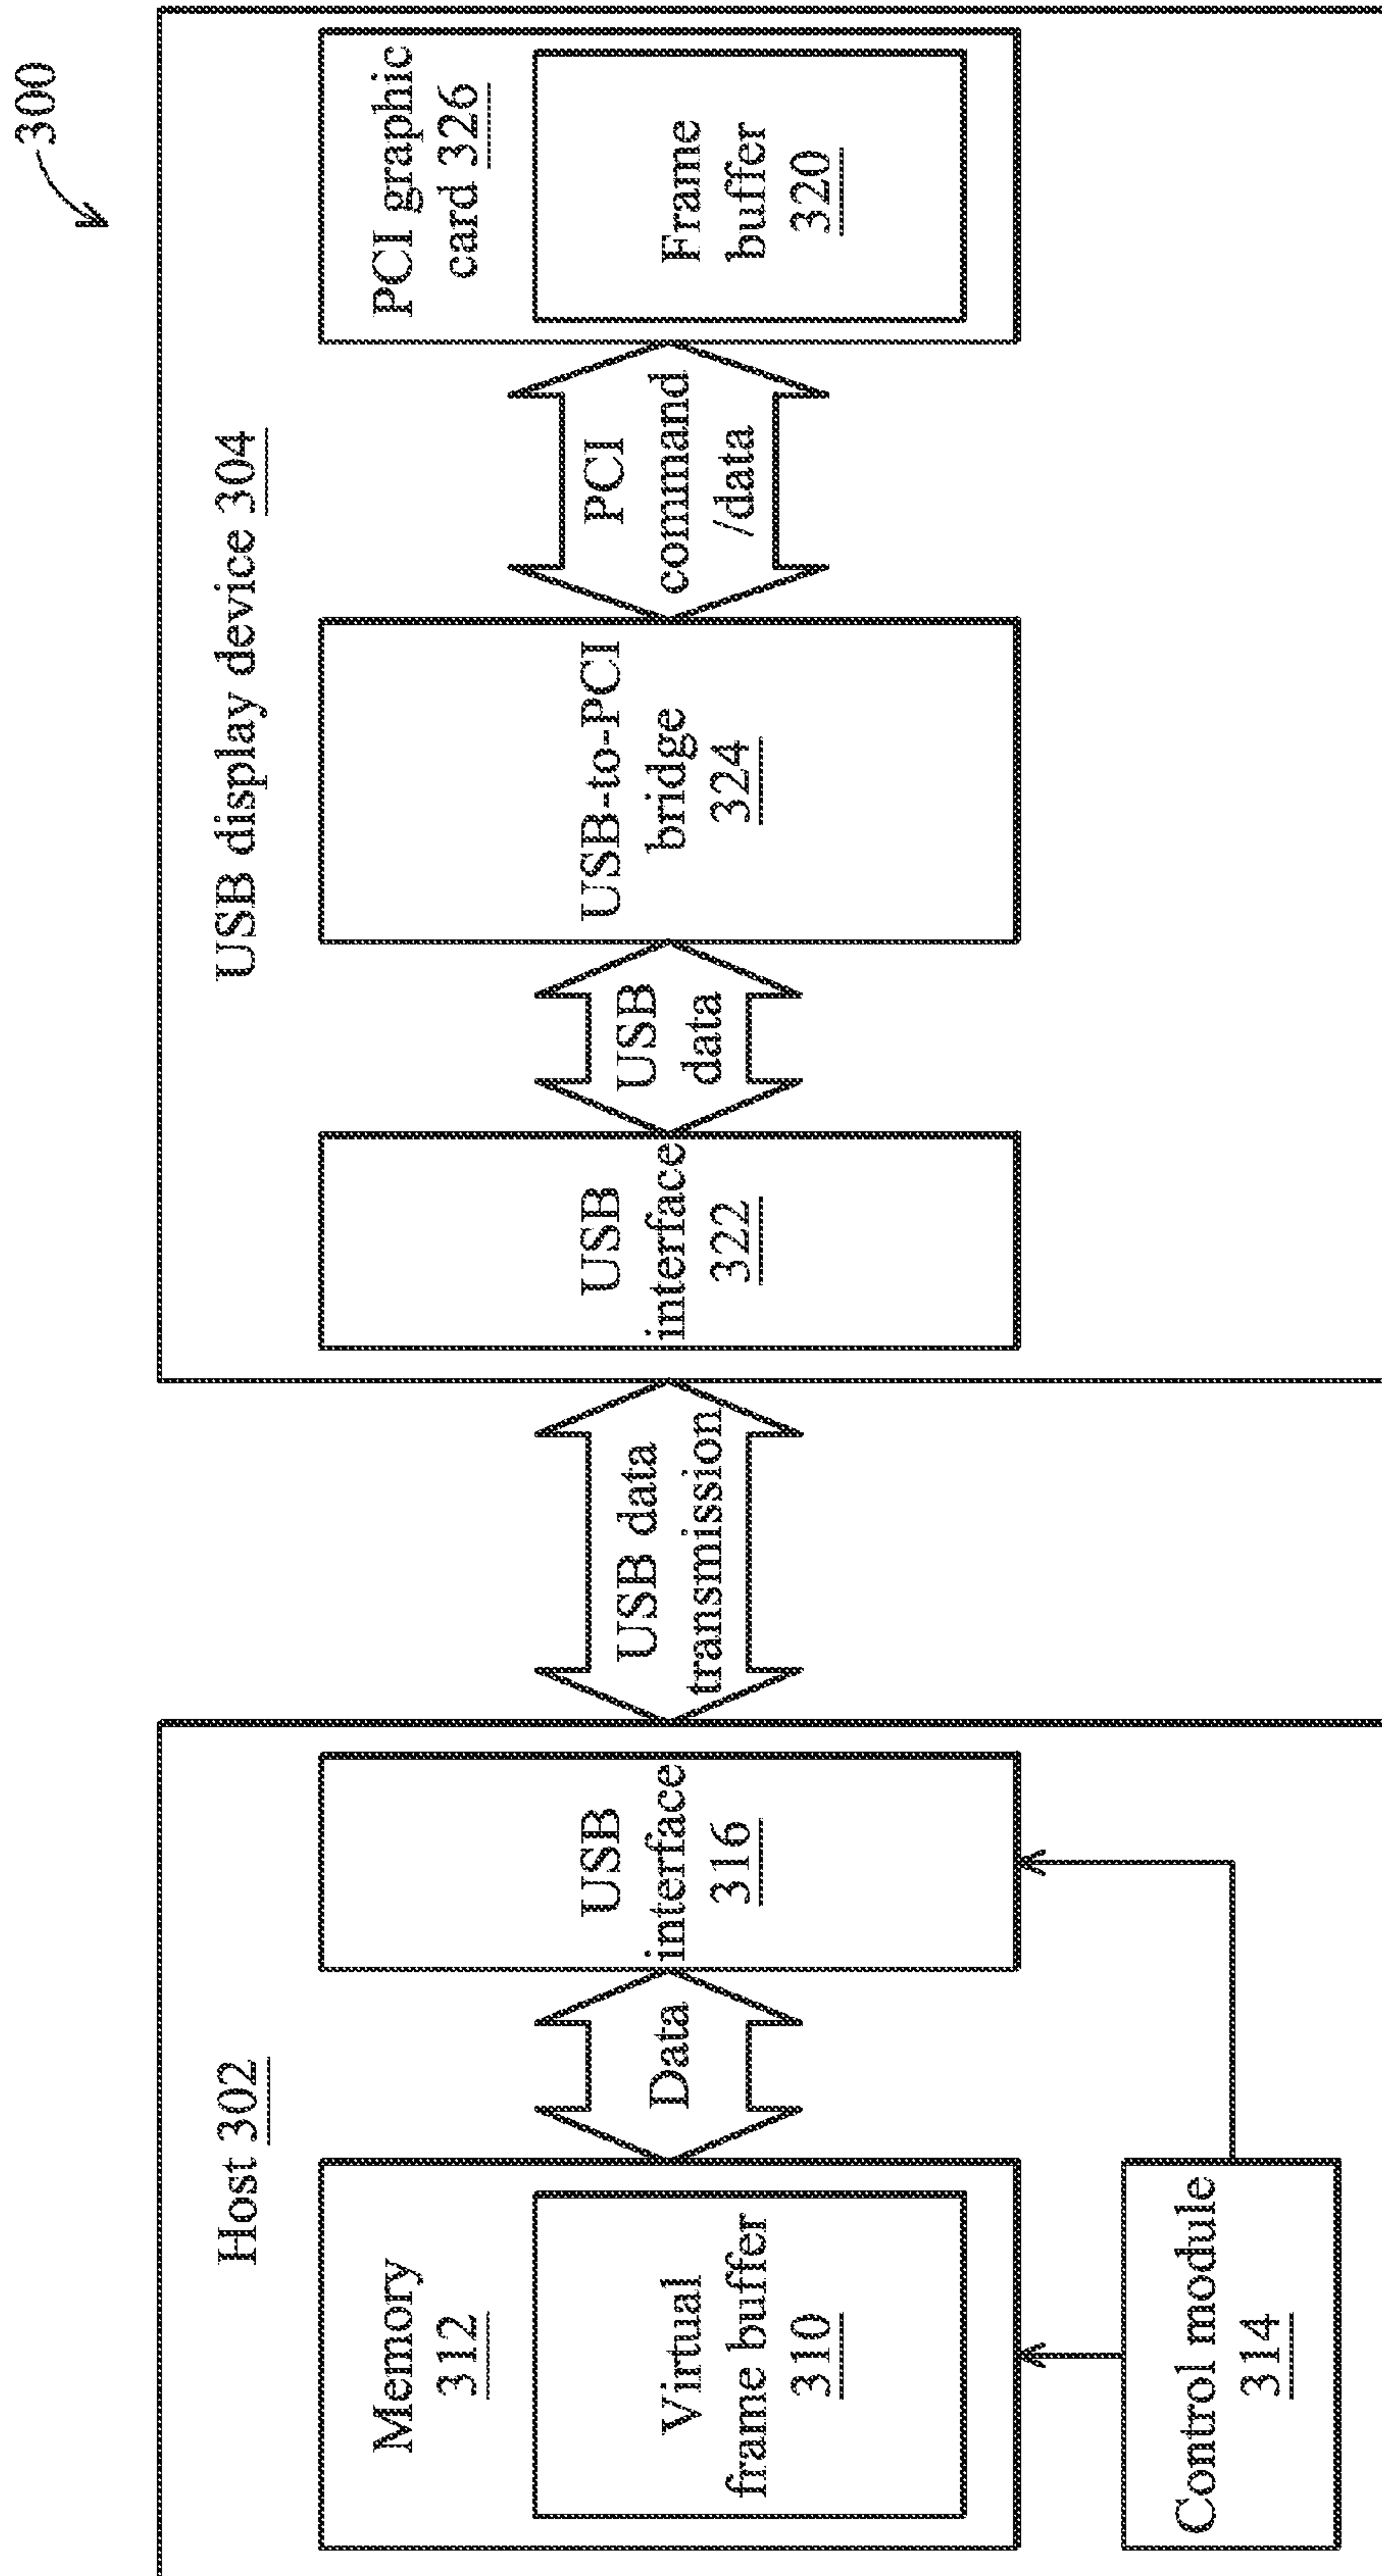 300
Host 302
Memory
312
Virtual
frame buffer
310
Data
USB
interface
316
Control module
314
USB data
transmission
USB display device 304
USB
interface
322
USB
data
USB-to-PCI
bridge
324
PCI
command
/data
PCI graphic
card 326
Frame
buffer
320